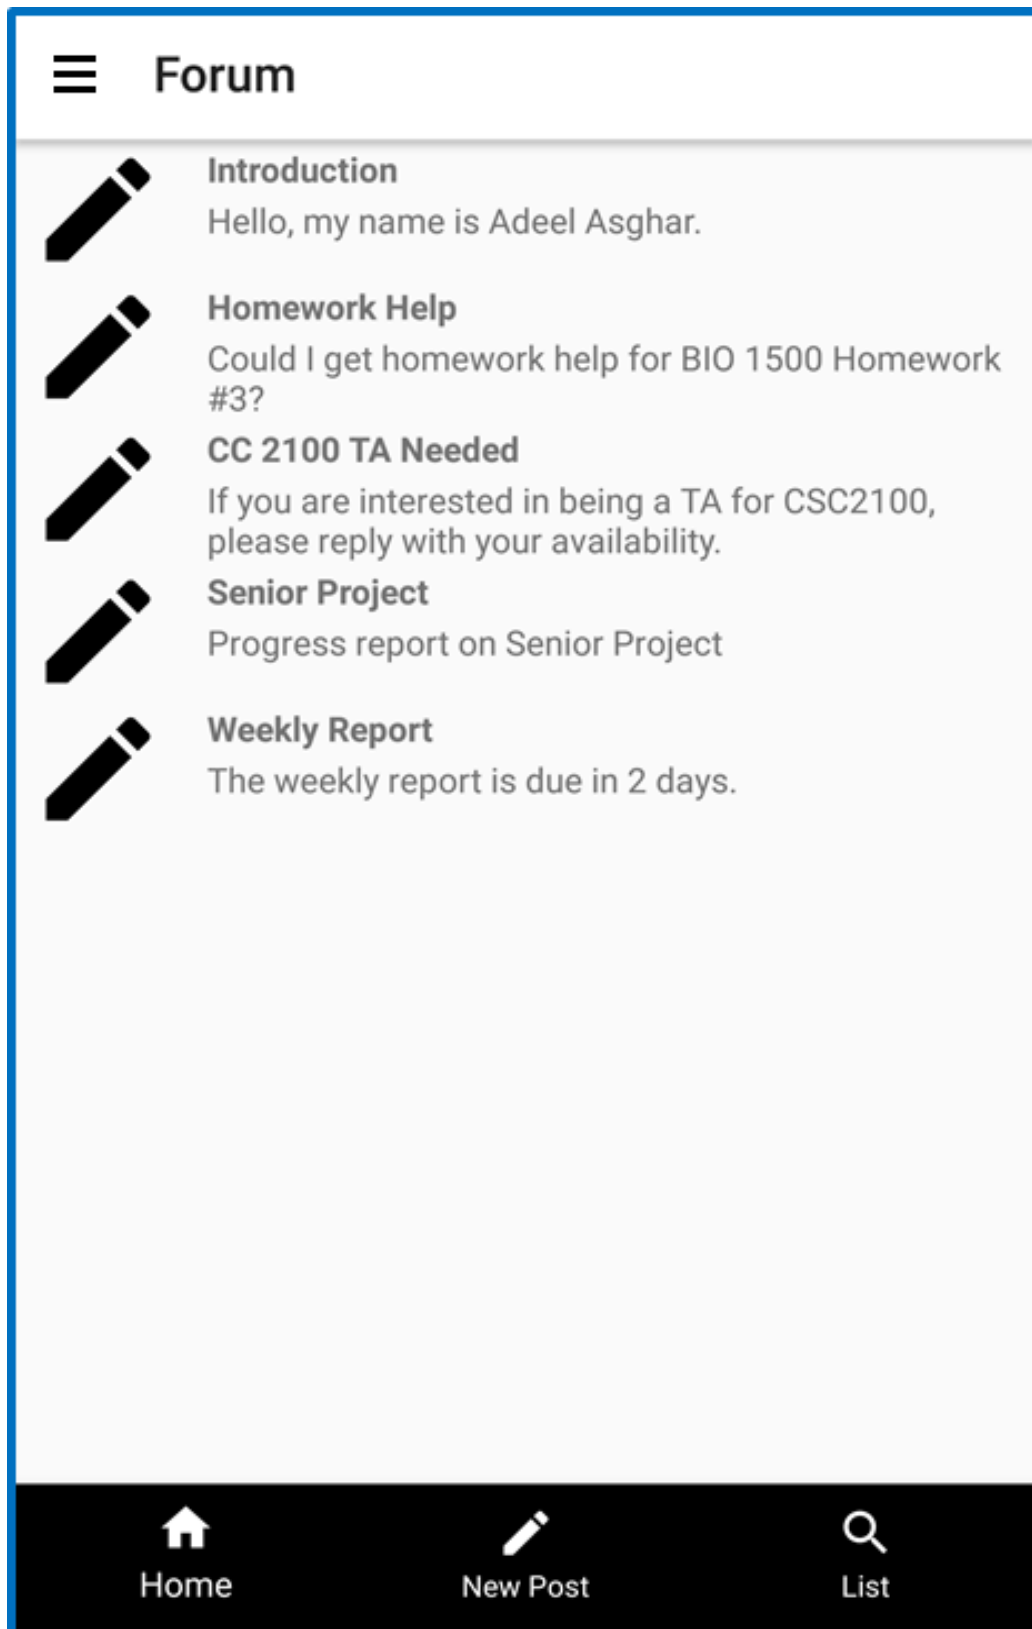 Forum
Introduction
Hello, my name is Adeel Asghar.
Homework Help
Could I get homework help for BIO 1500 Homework
#3?
CC 2100 TA Needed
If you are interested in being a TA for CSC2100,
please reply with your availability.
Senior Project
Progress report on Senior Project
Weekly Report
The weekly report is due in 2 days.
Home
New Post
List